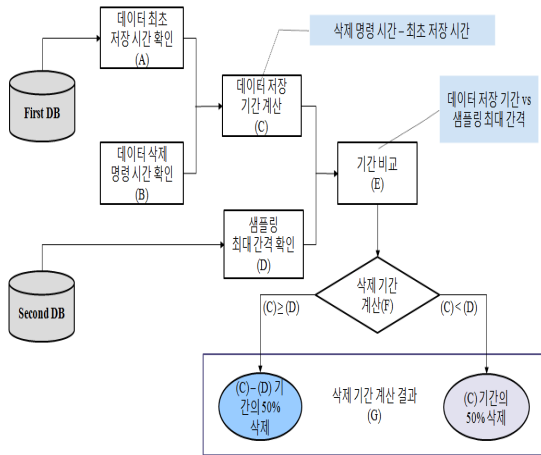 데이터 최초
저장 시간 확인
(A)
삭제 명령 시간 – 최초 저장 시간
First DB
데이터 저장
기간 계산
(C)
데이터 저장 기간 vs
샘플링 최대 간격
데이터 삭제
명령 시간 확인
(B)
기간 비교
(E)
샘플링
최대 간격 확인
(D)
Second DB
삭제 기간
계산(F)
(C) ≥ (D)
(C) < (D)
(C) – (D) 기
간의 50%
삭제
삭제 기간 계산 결과
(G)
(C) 기간의
50% 삭제